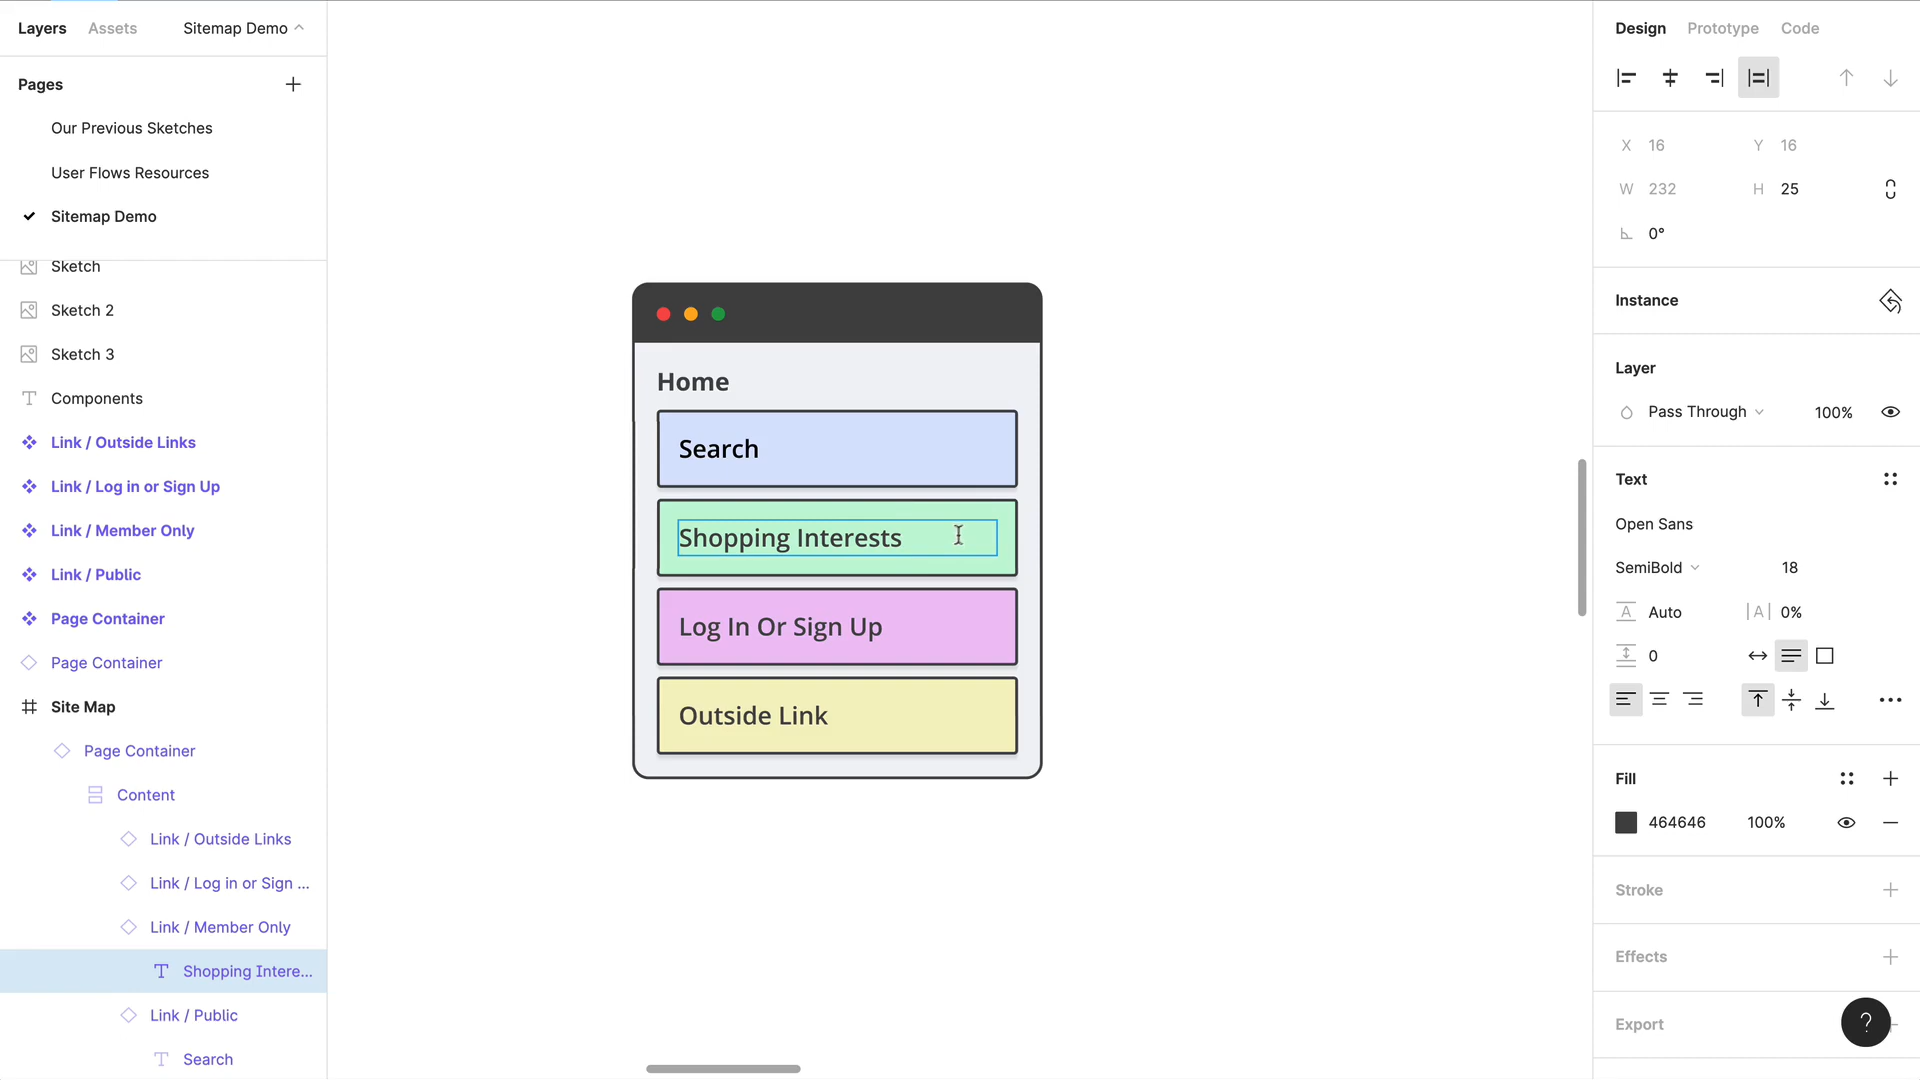 Layers Assets Sitemap Demo
Pages
Our Previous Sketches
User Flows Resources
Sitemap Demo
Sketch
Sketch 2
Sketch 3
Components
Link / Outside Links
Link / Log in or Sign Up
Link / Member Only
Link / Public
Page Container
Page Container
Site Map
Page Container
Content
Link / Outside Links
Link / Log in or Sign ...
Link / Member Only
Shopping Intere...
Link / Public
Search
Home
Search
Shopping Interests
Log In Or Sign Up
Outside Link
Design Prototype Code
X 16 Y 16
W 232 H 25
0°
Instance
Layer
Pass Through 100%
Text
Open Sans
SemiBold 18
A Auto |A| 0%
0
Fill
464646 100%
Stroke
Effects
Export
?